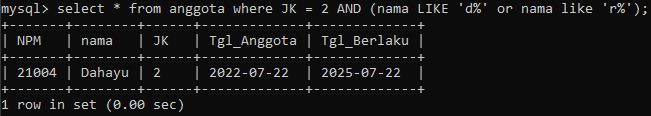 mysql> select * from anggota where JK = 2 AND (nama LIKE 'd%' or nama like 'r%');
+-------+--------+------+-------------+-------------+
| NPM   | nama   | JK   | Tgl_Anggota | Tgl_Berlaku |
+-------+--------+------+-------------+-------------+
| 21004 | Dahayu | 2    | 2022-07-22  | 2025-07-22  |
+-------+--------+------+-------------+-------------+
1 row in set (0.00 sec)